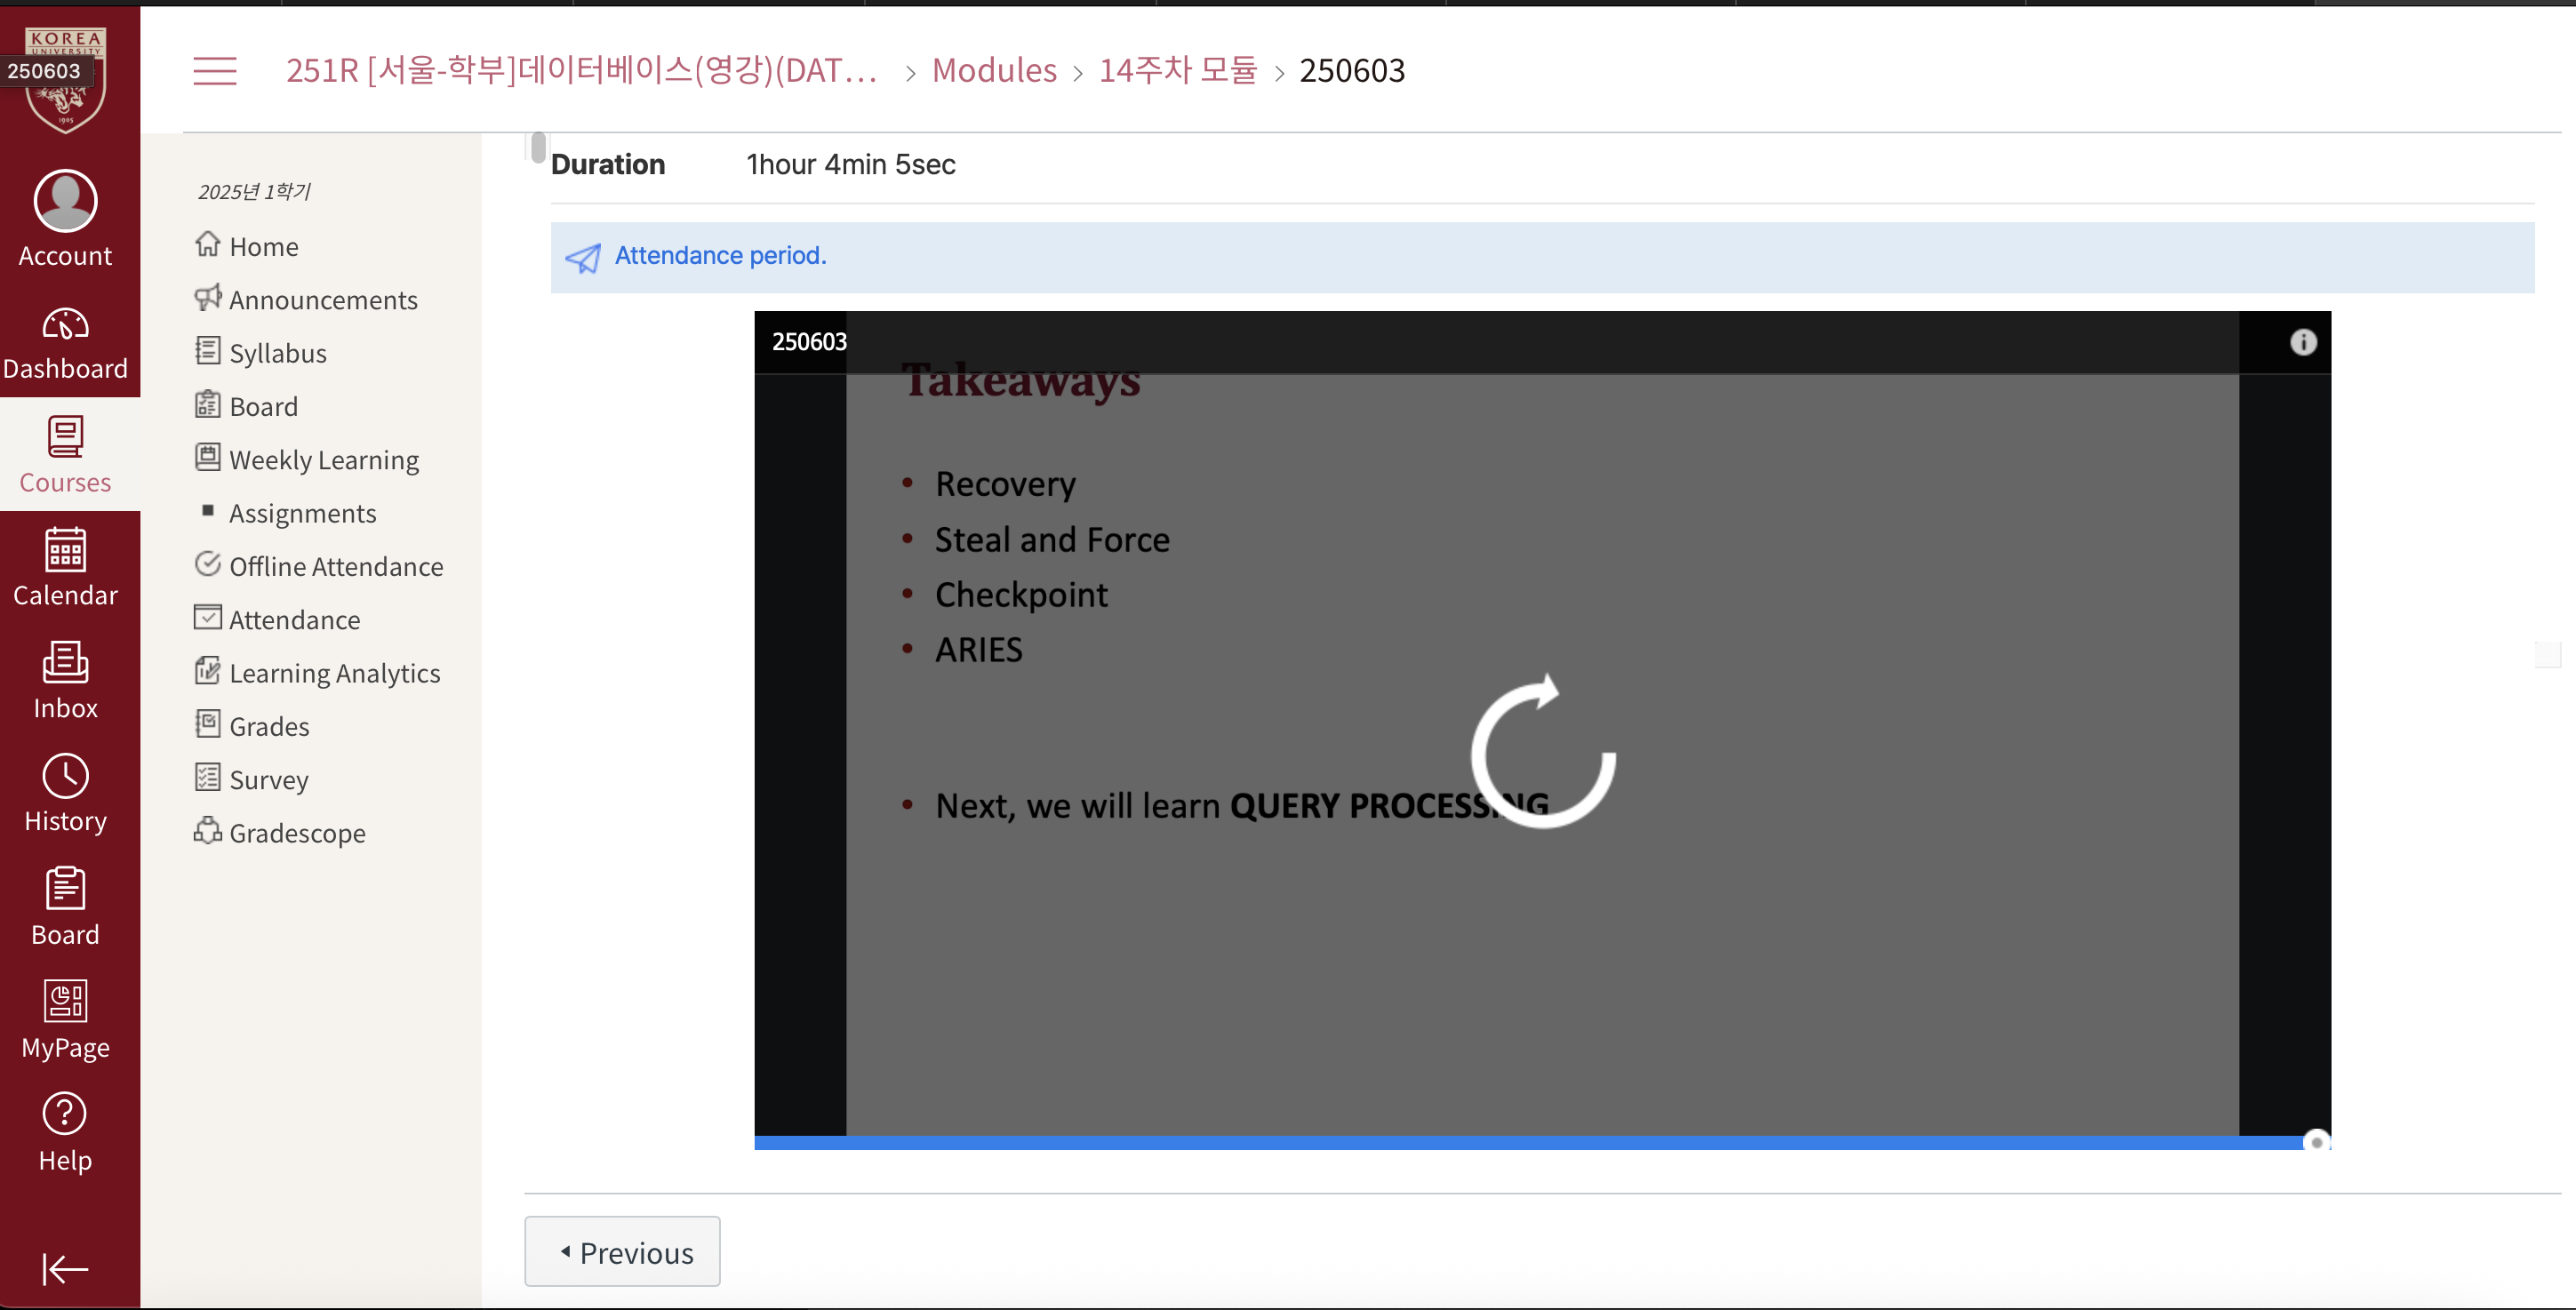 KOREA
UNIVERSITY
250603
1905
Account
Dashboard
Courses
Calendar
Inbox
History
Board
MyPage
Help
251R [서울-학부]데이터베이스(영강)(DAT… > Modules > 14주차 모듈 > 250603
2025년 1학기
Home
Announcements
Syllabus
Board
Weekly Learning
Assignments
Offline Attendance
Attendance
Learning Analytics
Grades
Survey
Gradescope
Duration 1hour 4min 5sec
Attendance period.
250603
Takeaways
• Recovery
• Steal and Force
• Checkpoint
• ARIES
• Next, we will learn QUERY PROCESSING
Previous